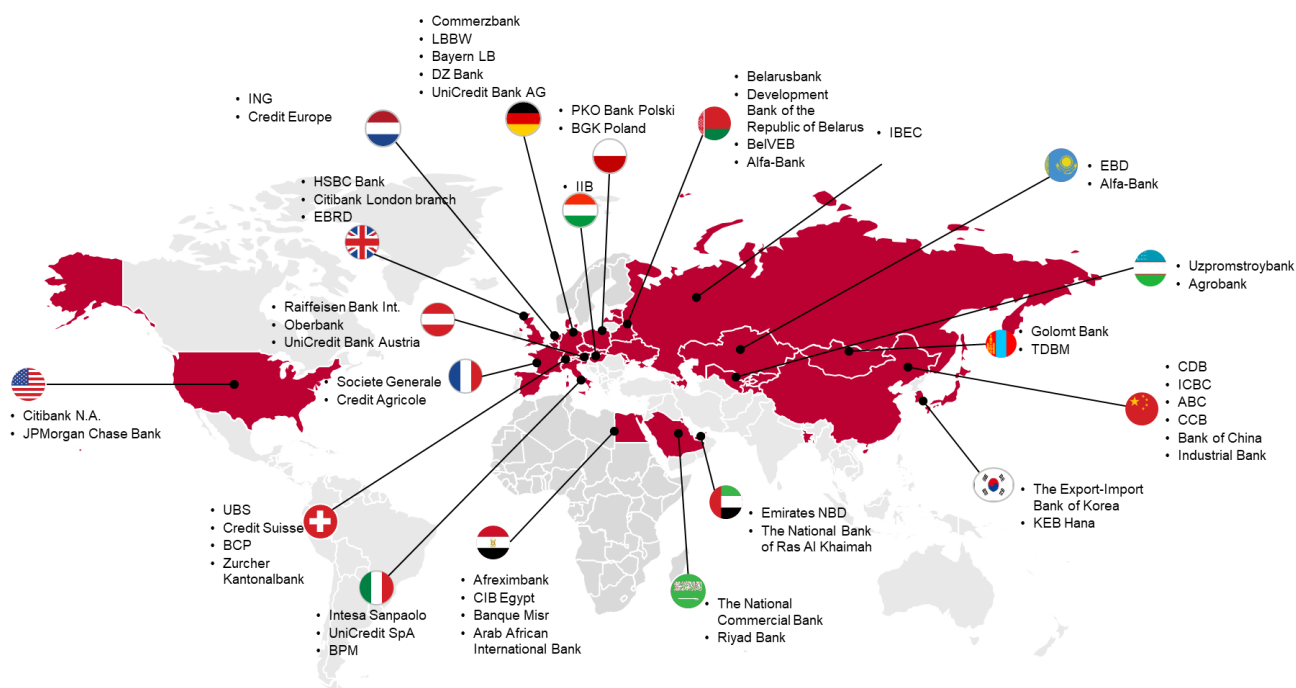 • Commerzbank
• LBBW
• Bayern LB
• DZ Bank
• UniCredit Bank AG
• ING
• Credit Europe
• PKO Bank Polski
• BGK Poland
• Belarusbank
• Development
Bank of the
Republic of Belarus
• BelVEB
• Alfa-Bank
• IBEC
• EBD
• Alfa-Bank
• HSBC Bank
• Citibank London branch
• EBRD
• IIB
• Uzpromstroybank
• Agrobank
• Raiffeisen Bank Int.
• Oberbank
• UniCredit Bank Austria
• Golomt Bank
• TDBM
• Societe Generale
• Credit Agricole
• CDB
• ICBC
• ABC
• CCB
• Bank of China
• Industrial Bank
• Citibank N.A.
• JPMorgan Chase Bank
• The Export-Import
Bank of Korea
• KEB Hana
• UBS
• Credit Suisse
• BCP
• Zurcher
Kantonalbank
• Emirates NBD
• The National Bank
of Ras Al Khaimah
• Afreximbank
• CIB Egypt
• Banque Misr
• Arab African
International Bank
• The National
Commercial Bank
• Riyad Bank
• Intesa Sanpaolo
• UniCredit SpA
• BPM